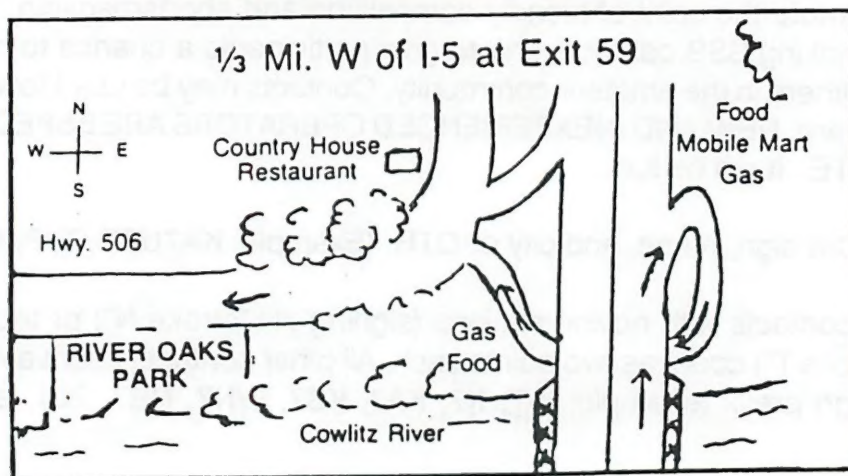 ⅓ Mi. W of I-5 at Exit 59
N
W E
S
Country House
Restaurant
Food
Mobile Mart
Gas
Hwy. 506
RIVER OAKS
PARK
Gas
Food
Cowlitz River